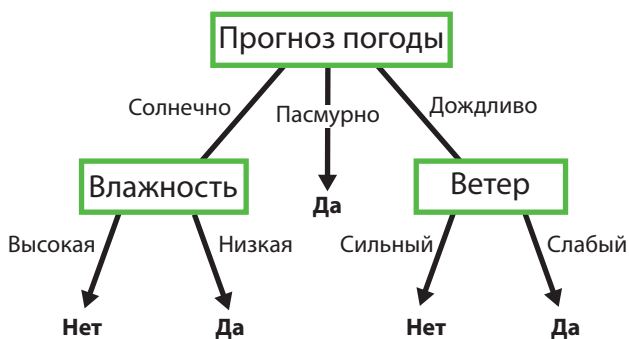 Прогноз погоды
Солнечно
Пасмурно
Дождливо
Влажность
Да
Ветер
Высокая
Низкая
Сильный
Слабый
Нет
Да
Нет
Да